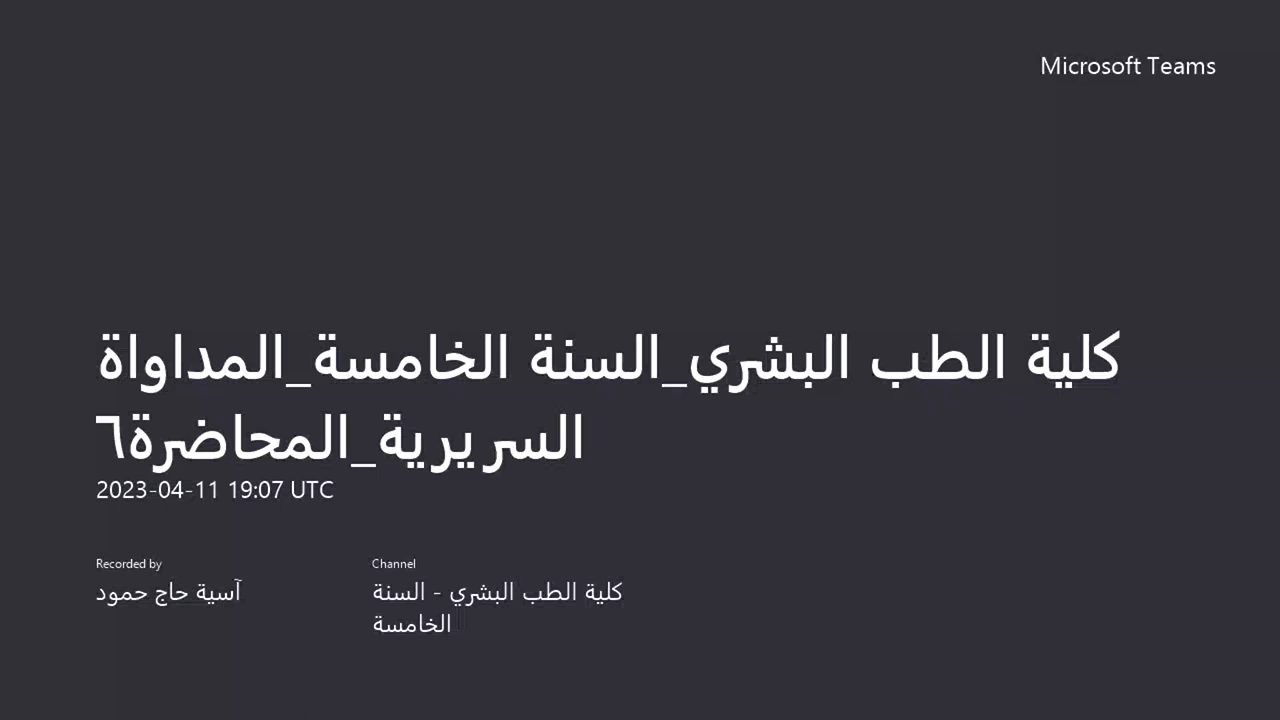 Microsoft Teams
كلية الطب البشري_السنة الخامسة_المداواة
السريرية_المحاضرة٦
2023-04-11 19:07 UTC
Recorded by
آسية حاج حمود
Channel
كلية الطب البشري - السنة
الخامسة